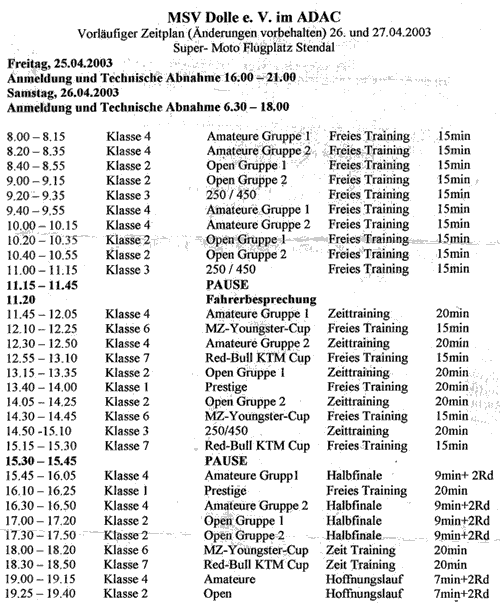 MSV Dolle e. V. im ADAC
Vorläufiger Zeitplan (Änderungen vorbehalten) 26. und 27.04.2003
Super- Moto Flugplatz Stendal
Freitag, 25.04.2003
Anmeldung und Technische Abnahme 16.00 – 21.00
Samstag, 26.04.2003
Anmeldung und Technische Abnahme 6.30 – 18.00
8.00 – 8.15 Klasse 4 Amateure Gruppe 1 Freies Training 15min
8.20 – 8.35 Klasse 4 Amateure Gruppe 2 Freies Training 15min
8.40 – 8.55 Klasse 2 Open Gruppe 1 Freies Training 15min
9.00 – 9.15 Klasse 2 Open Gruppe 2 Freies Training 15min
9.20 – 9.35 Klasse 3 250 / 450 Freies Training 15min
9.40 – 9.55 Klasse 4 Amateure Gruppe 1 Freies Training 15min
10.00 – 10.15 Klasse 4 Amateure Gruppe 2 Freies Training 15min
10.20 – 10.35 Klasse 2 Open Gruppe 1 Freies Training 15min
10.40 – 10.55 Klasse 2 Open Gruppe 2 Freies Training 15min
11.00 – 11.15 Klasse 3 250 / 450 Freies Training 15min
11.15 – 11.45 PAUSE
11.20 Fahrerbesprechung
11.45 – 12.05 Klasse 4 Amateure Gruppe 1 Zeittraining 20min
12.10 – 12.25 Klasse 6 MZ-Youngster-Cup Freies Training 15min
12.30 – 12.50 Klasse 4 Amateure Gruppe 2 Zeittraining 20min
12.55 – 13.10 Klasse 7 Red-Bull KTM Cup Freies Training 15min
13.15 – 13.35 Klasse 2 Open Gruppe 1 Zeittraining 20min
13.40 – 14.00 Klasse 1 Prestige Freies Training 20min
14.05 – 14.25 Klasse 2 Open Gruppe 2 Zeittraining 20min
14.30 – 14.45 Klasse 6 MZ-Youngster-Cup Freies Training 15min
14.50 -15.10 Klasse 3 250/450 Zeittraining 20min
15.15 – 15.30 Klasse 7 Red-Bull KTM Cup Freies Training 15min
15.30 – 15.45 PAUSE
15.45 – 16.05 Klasse 4 Amateure Grupp1 Halbfinale 9min+ 2Rd
16.10 – 16.25 Klasse 1 Prestige Freies Training 20min
16.30 – 16.50 Klasse 4 Amateure Gruppe 2 Halbfinale 9min+2Rd
17.00 – 17.20 Klasse 2 Open Gruppe 1 Halbfinale 9min+2Rd
17.30 – 17.50 Klasse 2 Open Gruppe 2 Halbfinale 9min+2Rd
18.00 – 18.20 Klasse 6 MZ-Youngster-Cup Zeit Training 20min
18.30 – 18.50 Klasse 7 Red-Bull KTM Cup Zeit Training 20min
19.00 – 19.15 Klasse 4 Amateure Hoffnungslauf 7min+2Rd
19.25 – 19.40 Klasse 2 Open Hoffnungslauf 7min+2Rd